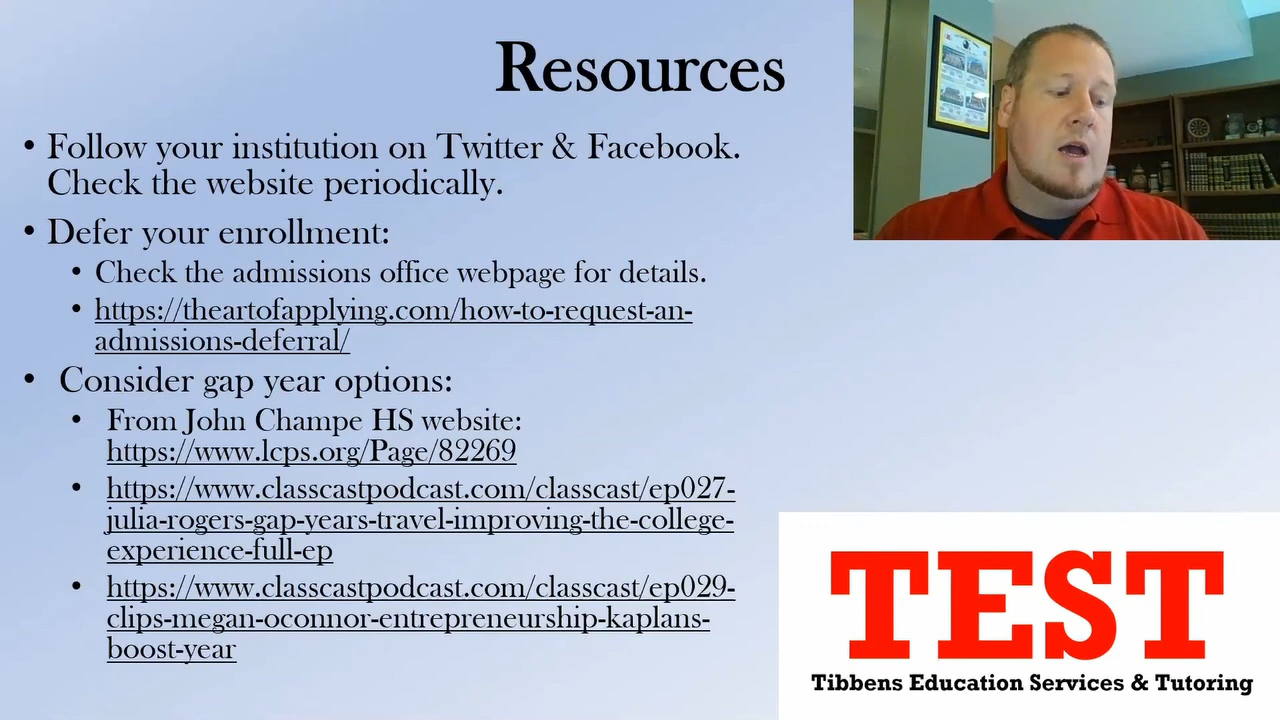 Resources
• Follow your institution on Twitter & Facebook.
Check the website periodically.
• Defer your enrollment:
• Check the admissions office webpage for details.
• https://theartofapplying.com/how-to-request-an-
admissions-deferral/
• Consider gap year options:
• From John Champe HS website:
https://www.lcps.org/Page/82269
• https://www.classcastpodcast.com/classcast/ep027-
julia-rogers-gap-years-travel-improving-the-college-
experience-full-ep
• https://www.classcastpodcast.com/classcast/ep029-
clips-megan-oconnor-entrepreneurship-kaplans-
boost-year
TEST
Tibbens Education Services & Tutoring